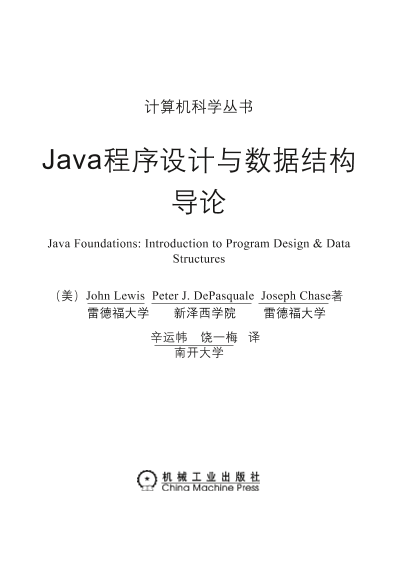 计算机科学丛书
Java程序设计与数据结构
导论
Java Foundations: Introduction to Program Design & Data
Structures
（美）John Lewis Peter J. DePasquale Joseph Chase著
雷德福大学 新泽西学院 雷德福大学
辛运帏 饶一梅 译
南开大学
机械工业出版社
China Machine Press